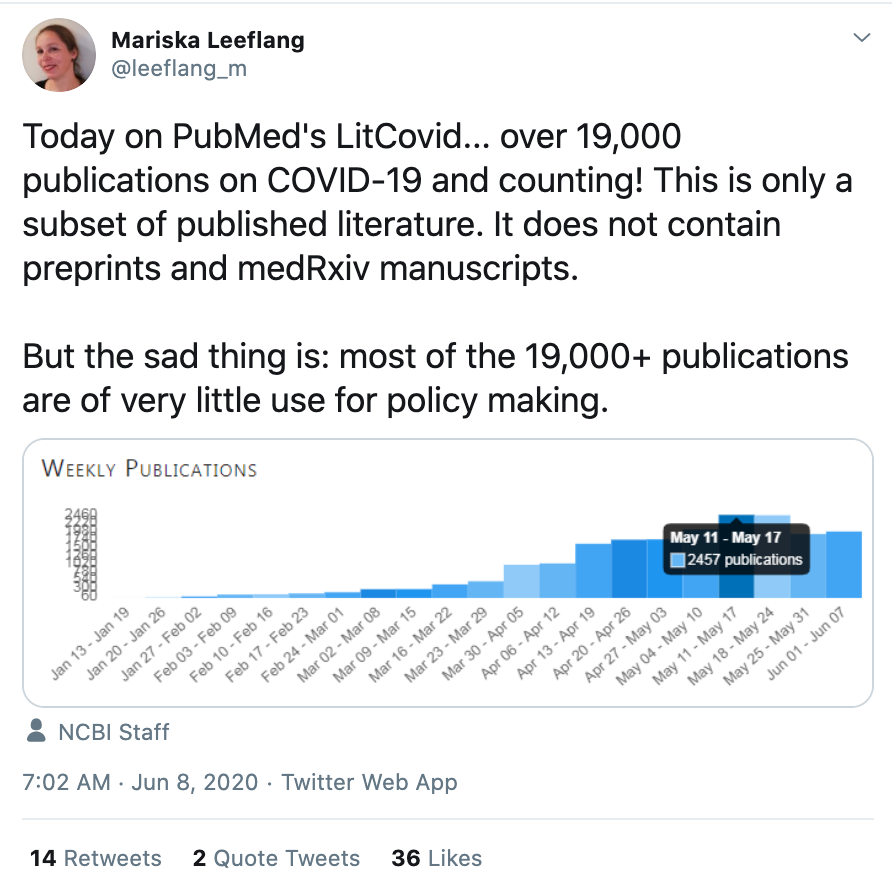 Mariska Leeflang
@leeflang_m
Today on PubMed's LitCovid... over 19,000
publications on COVID-19 and counting! This is only a
subset of published literature. It does not contain
preprints and medRxiv manuscripts.
But the sad thing is: most of the 19,000+ publications
are of very little use for policy making.
WEEKLY PUBLICATIONS
2460
2220
1980
1740
1500
1260
1020
780
540
300
60
May 11 - May 17
2457 publications
Jan 13 - Jan 19
Jan 20 - Jan 26
Jan 27 - Feb 02
Feb 03 - Feb 09
Feb 10 - Feb 16
Feb 17 - Feb 23
Feb 24 - Mar 01
Mar 02 - Mar 08
Mar 09 - Mar 15
Mar 16 - Mar 22
Mar 23 - Mar 29
Mar 30 - Apr 05
Apr 06 - Apr 12
Apr 13 - Apr 19
Apr 20 - Apr 26
Apr 27 - May 03
May 04 - May 10
May 11 - May 17
May 18 - May 24
May 25 - May 31
Jun 01 - Jun 07
NCBI Staff
7:02 AM · Jun 8, 2020 · Twitter Web App
14 Retweets 2 Quote Tweets 36 Likes